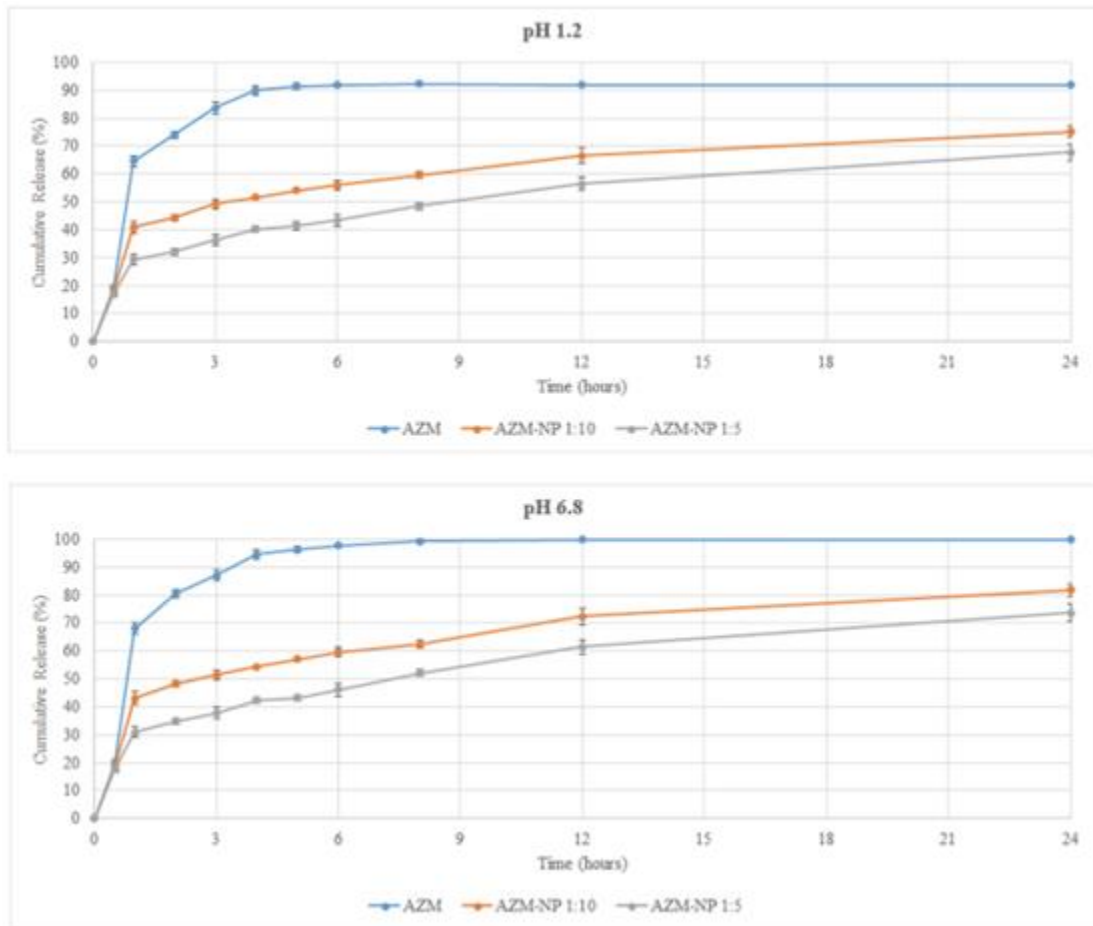 pH 1.2
100
90
80
70
60
50
40
30
20
10
0
Cumulative Release (%)
0 3 6 9 12 15 18 21 24
Time (hours)
AZM AZM-NP 1:10 AZM-NP 1:5
pH 6.8
100
90
80
70
60
50
40
30
20
10
0
Cumulative Release (%)
0 3 6 9 12 15 18 21 24
Time (hours)
AZM AZM-NP 1:10 AZM-NP 1:5